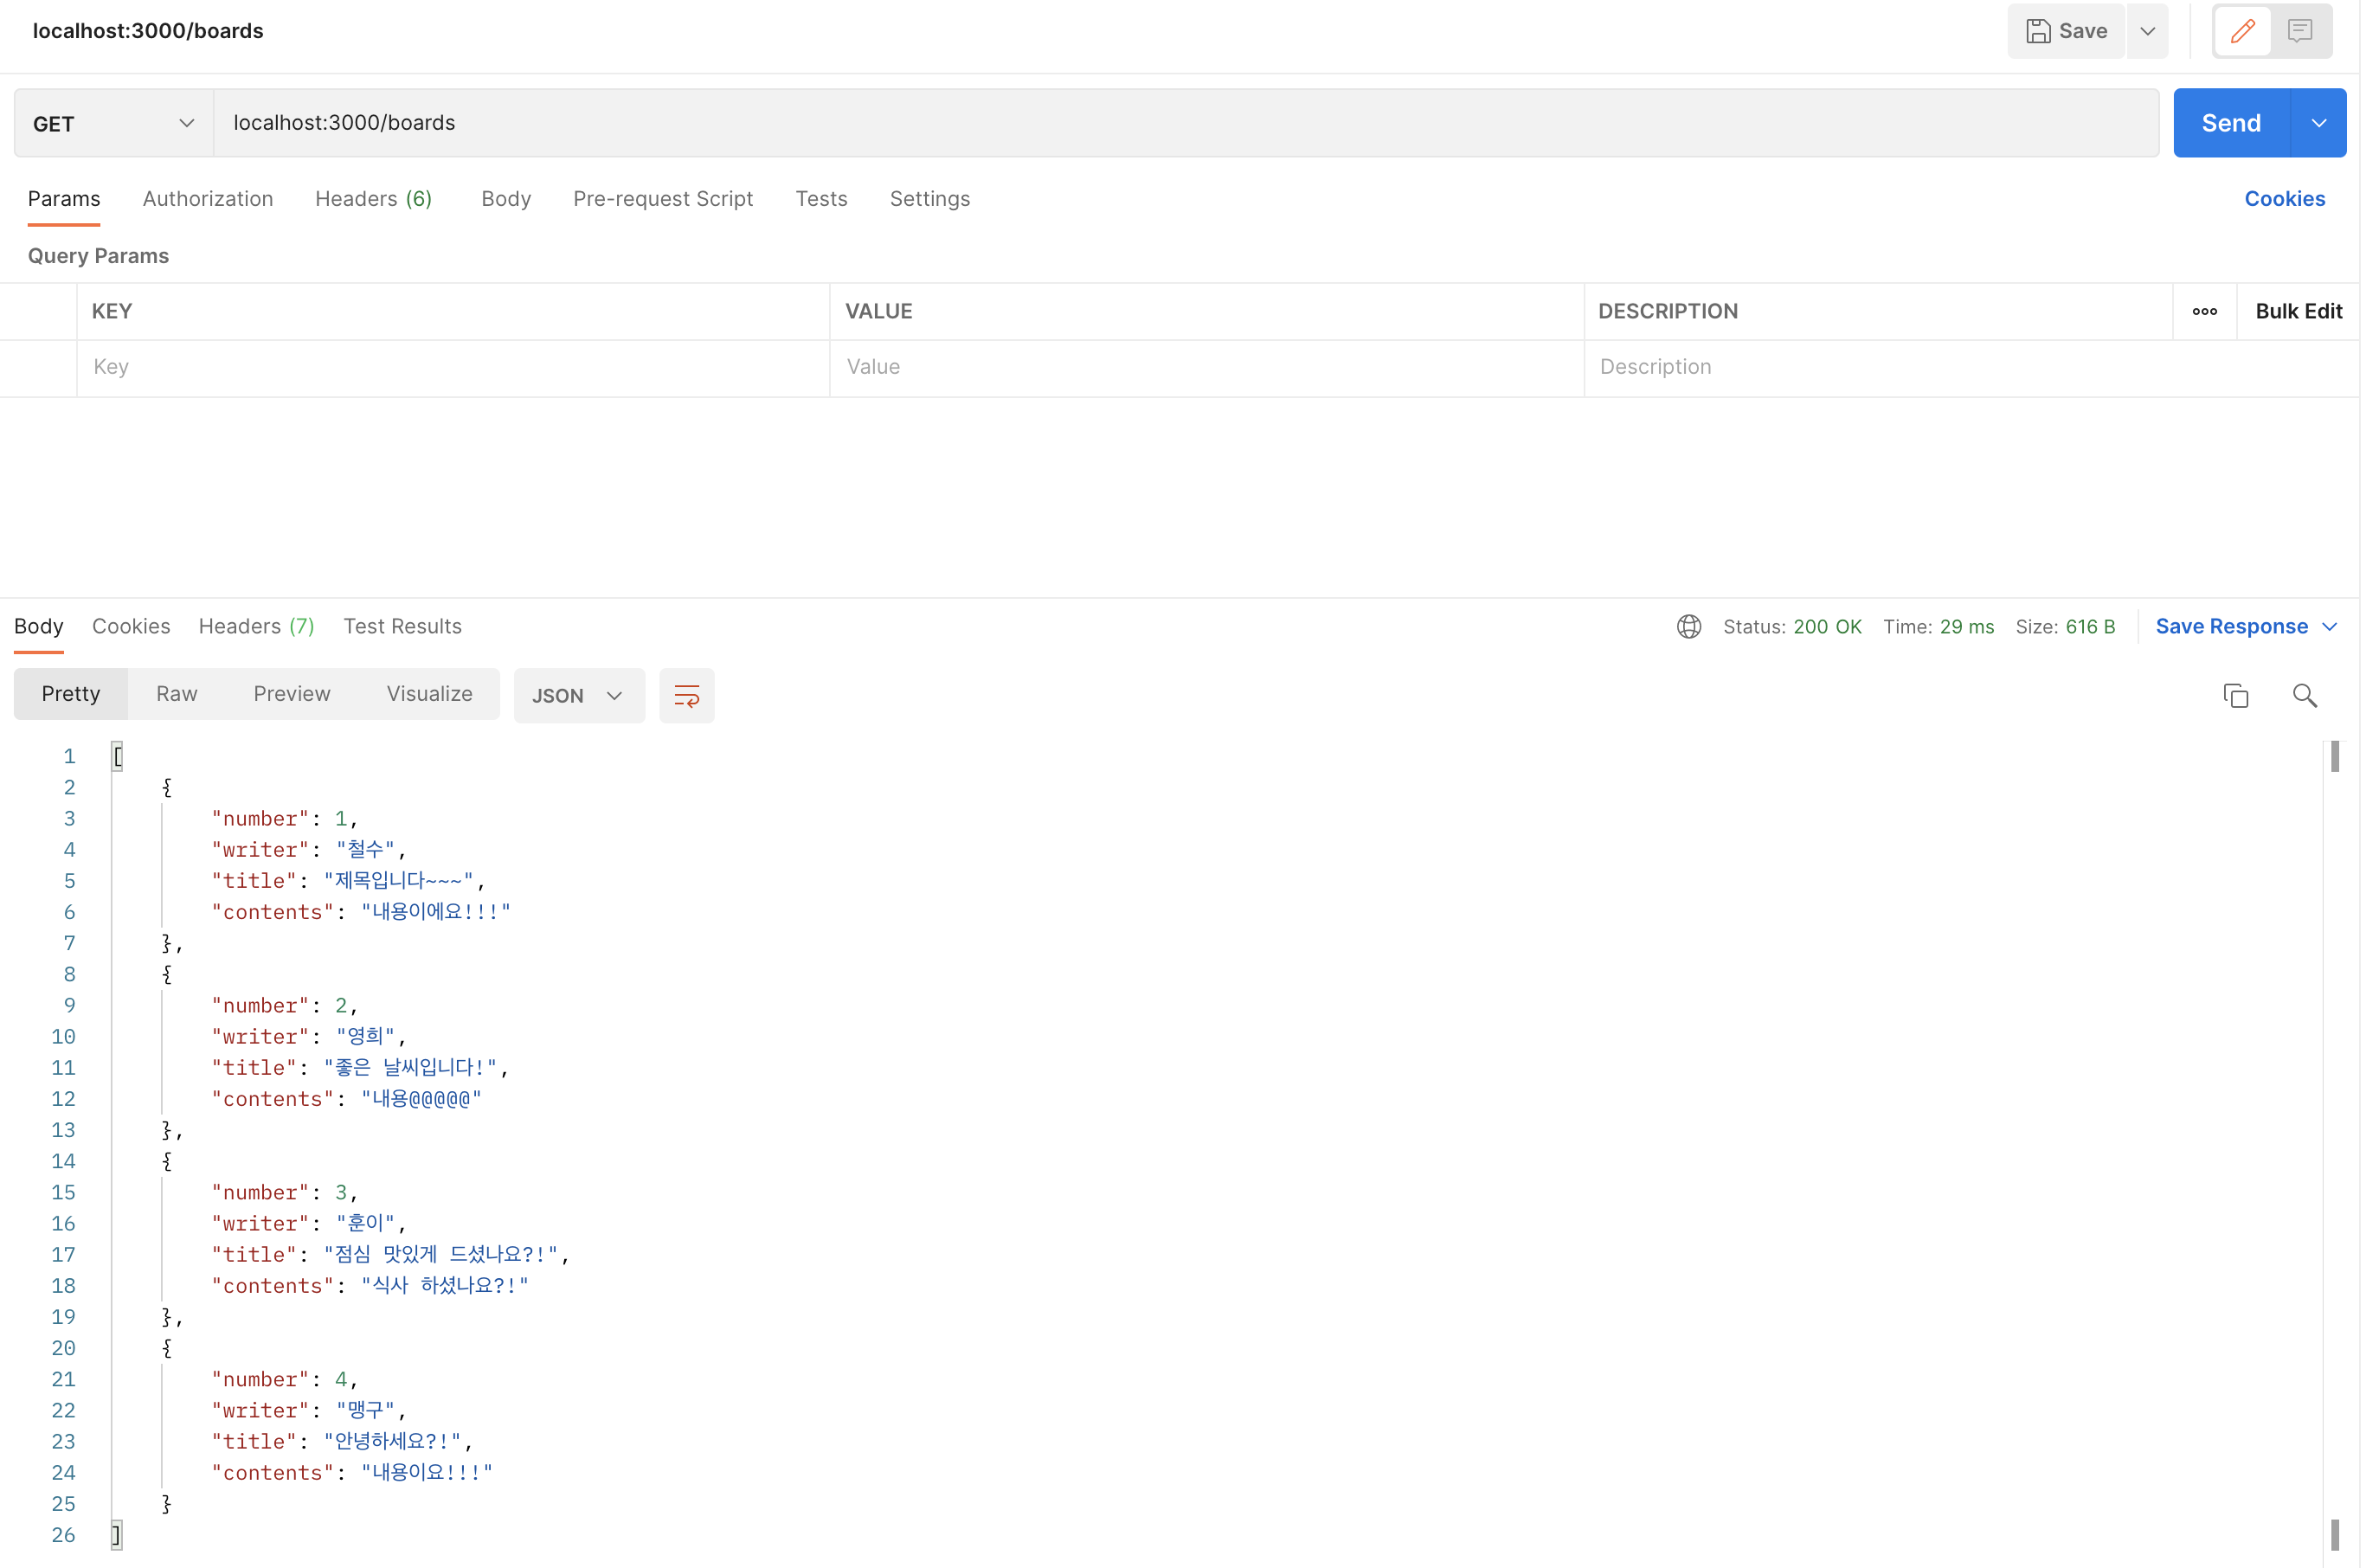 localhost:3000/boards
Save
GET localhost:3000/boards Send
Params Authorization Headers (6) Body Pre-request Script Tests Settings Cookies
Query Params
KEY VALUE DESCRIPTION Bulk Edit
Key Value Description
Body Cookies Headers (7) Test Results Status: 200 OK Time: 29 ms Size: 616 B Save Response
Pretty Raw Preview Visualize JSON
1 [
2 {
3 "number": 1,
4 "writer": "철수",
5 "title": "제목입니다~~~",
6 "contents": "내용이에요!!!"
7 },
8 {
9 "number": 2,
10 "writer": "영희",
11 "title": "좋은 날씨입니다!",
12 "contents": "내용@@@@@"
13 },
14 {
15 "number": 3,
16 "writer": "훈이",
17 "title": "점심 맛있게 드셨나요?!",
18 "contents": "식사 하셨나요?!"
19 },
20 {
21 "number": 4,
22 "writer": "맹구",
23 "title": "안녕하세요?!",
24 "contents": "내용이요!!!"
25 }
26 ]